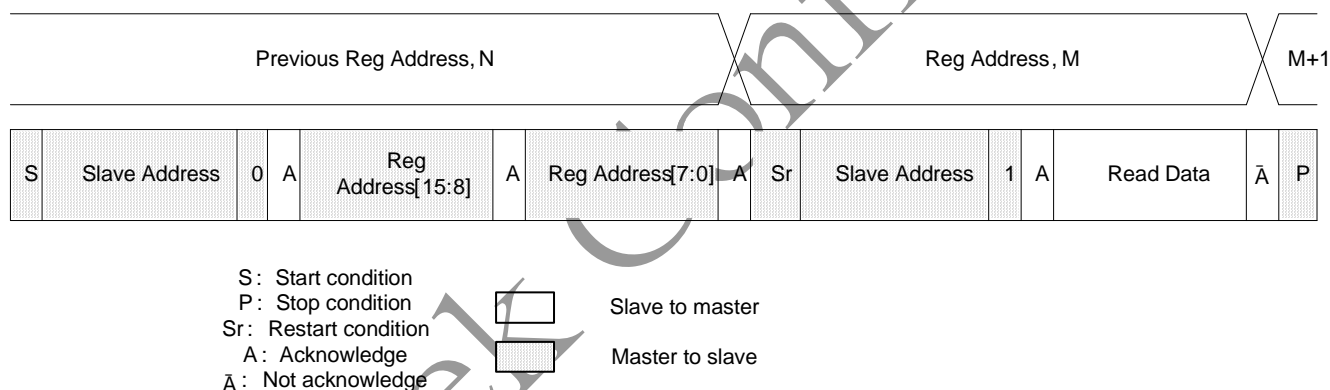 Previous Reg Address, N Reg Address, M M+1
S Slave Address 0 A Reg Address[15:8] A Reg Address[7:0] A Sr Slave Address 1 A Read Data Ā P
S: Start condition
P: Stop condition
Sr: Restart condition
A: Acknowledge
Ā: Not acknowledge
Slave to master
Master to slave